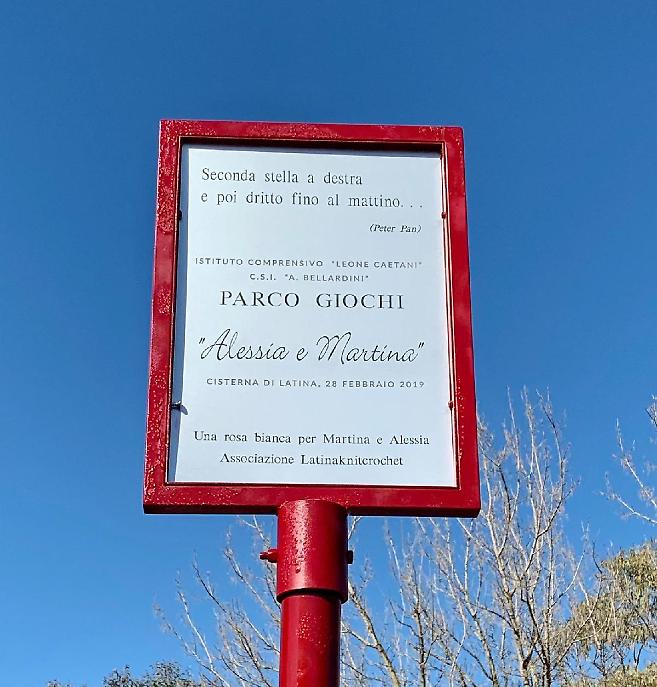 Seconda stella a destra
e poi dritto fino al mattino...
(Peter Pan)
ISTITUTO COMPRENSIVO "LEONE CAETANI"
C.S.I. "A. BELLARDINI"
PARCO GIOCHI
"Alessia e Martina"
CISTERNA DI LATINA, 28 FEBBRAIO 2019
Una rosa bianca per Martina e Alessia
Associazione Latinaknitcrochet